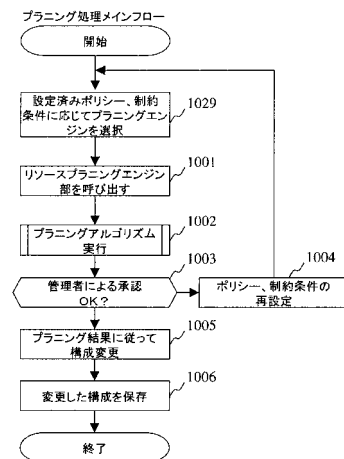 プラニング処理メインフロー
開始
設定済みポリシー、制約
条件に応じてプラニングエン
ジンを選択
1029
リソースプラニングエンジン
部を呼び出す
1001
プラニングアルゴリズム
実行
1002
管理者による承認
OK?
1003
ポリシー、制約条件の
再設定
1004
プラニング結果に従って
構成変更
1005
変更した構成を保存
1006
終了